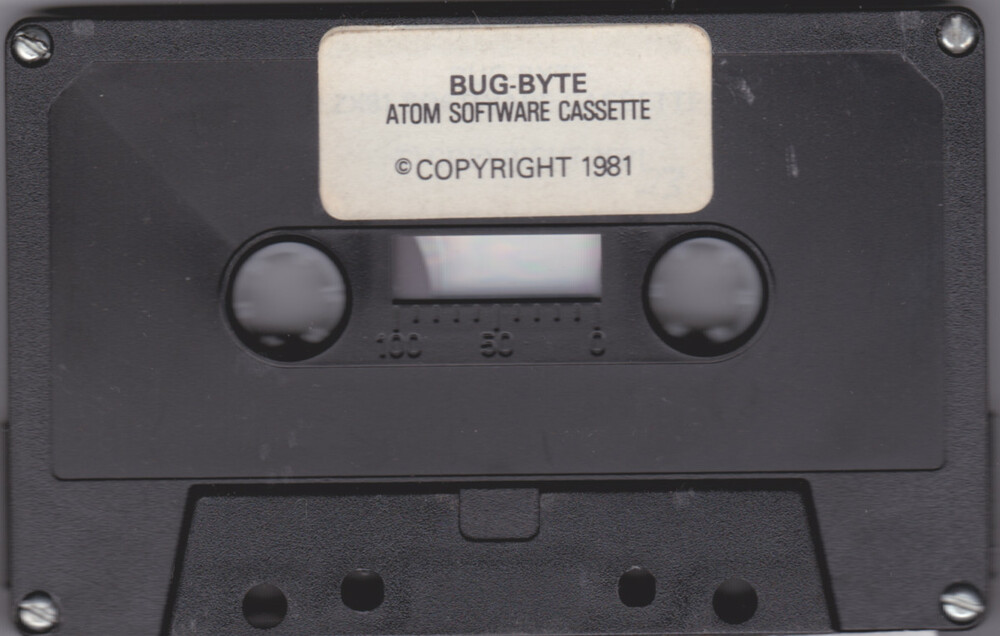 BUG-BYTE
ATOM SOFTWARE CASSETTE
©COPYRIGHT 1981
100 50 0